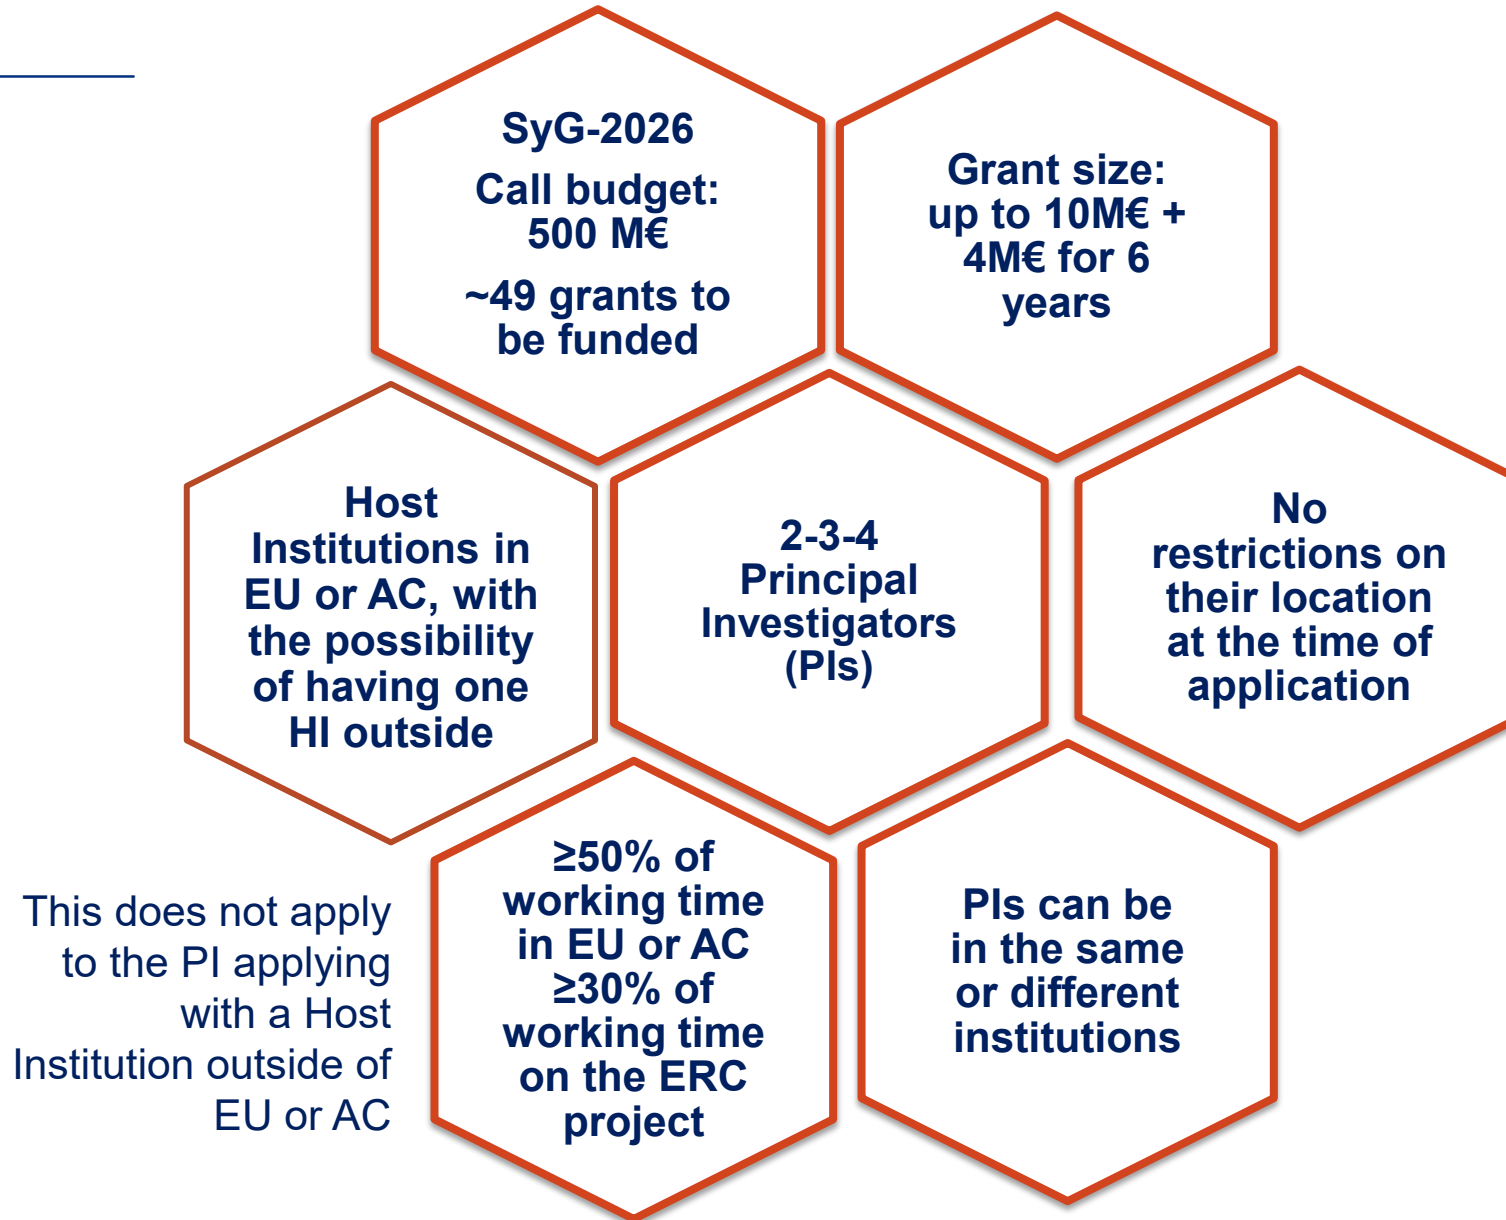 SyG-2026
Call budget:
500 M€
~49 grants to
be funded
Grant size:
up to 10M€ +
4M€ for 6
years
Host
Institutions in
EU or AC, with
the possibility
of having one
HI outside
2-3-4
Principal
Investigators
(PIs)
No
restrictions on
their location
at the time of
application
This does not apply
to the PI applying
with a Host
Institution outside of
EU or AC
≥50% of
working time
in EU or AC
≥30% of
working time
on the ERC
project
PIs can be
in the same
or different
institutions